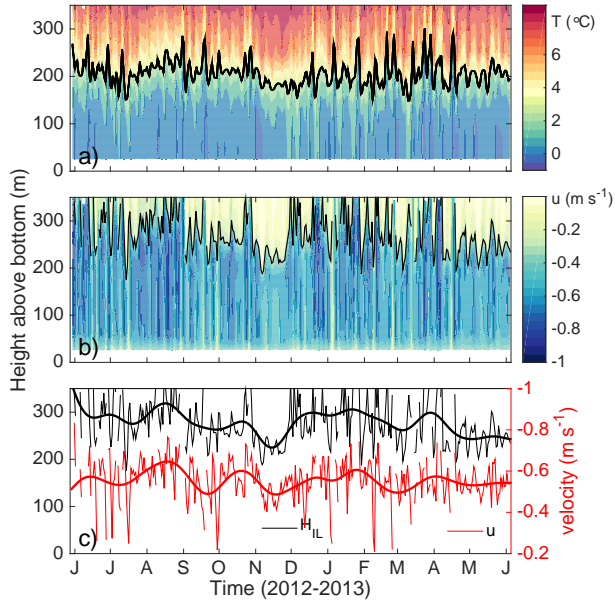 300
200
100
0
a)
T (°C)
6
4
2
0
Height above bottom (m)
300
200
100
0
b)
u (m s⁻¹)
-0.2
-0.4
-0.6
-0.8
-1
300
200
100
0
c)
H_IL
u
-1
-0.8
-0.6
-0.4
-0.2
velocity (m s⁻¹)
J J A S O N D J F M A M J
Time (2012-2013)